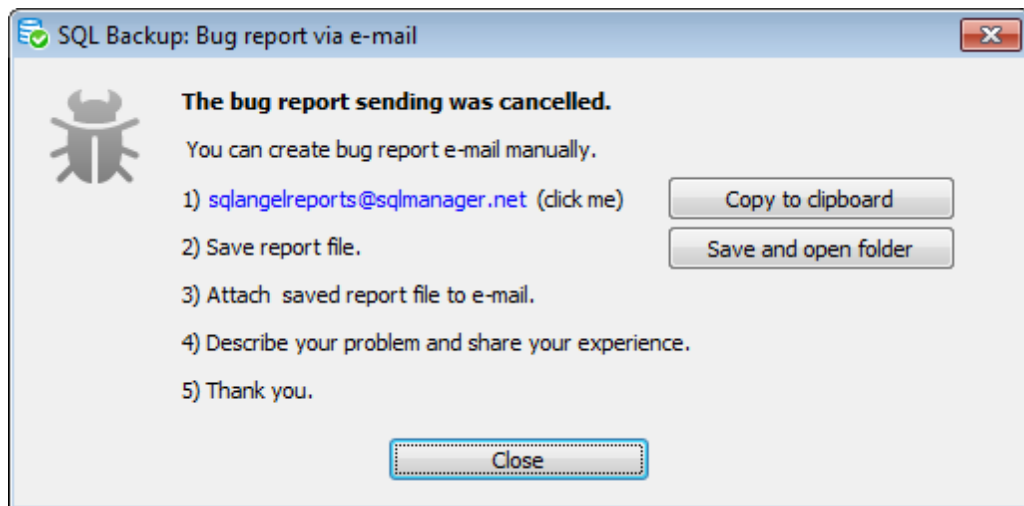 SQL Backup: Bug report via e-mail
The bug report sending was cancelled.
You can create bug report e-mail manually.
1) sqlangelreports@sqlmanager.net (click me)
Copy to clipboard
2) Save report file.
Save and open folder
3) Attach  saved report file to e-mail.
4) Describe your problem and share your experience.
5) Thank you.
Close